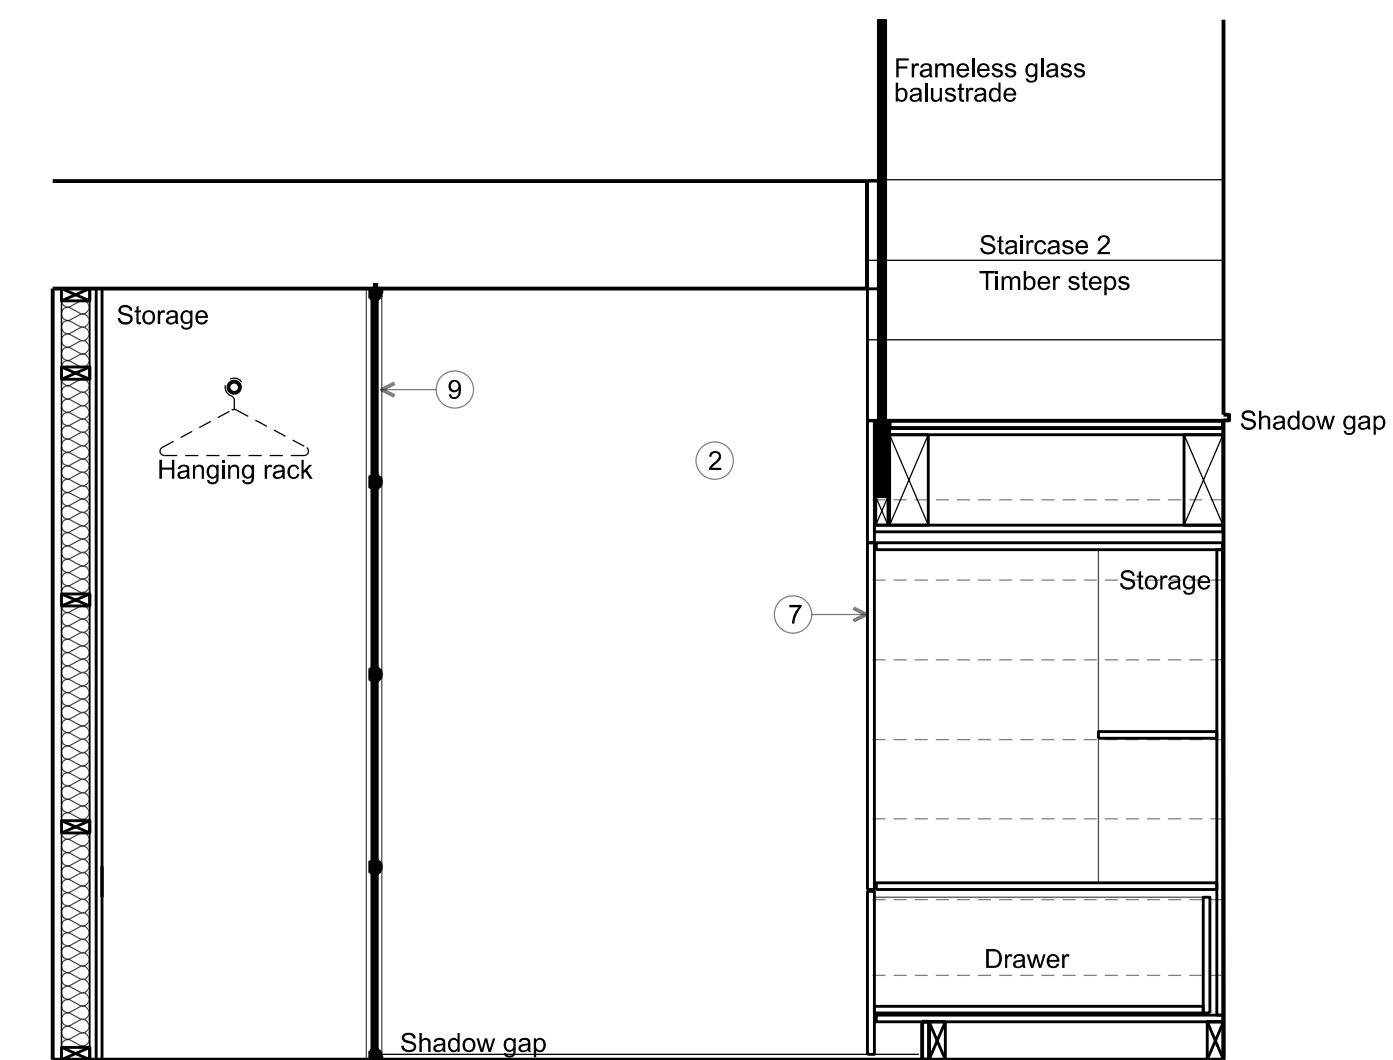 Frameless glass
balustrade
Staircase 2
Timber steps
Storage
9
Shadow gap
2
Hanging rack
Storage
7
Drawer
Shadow gap